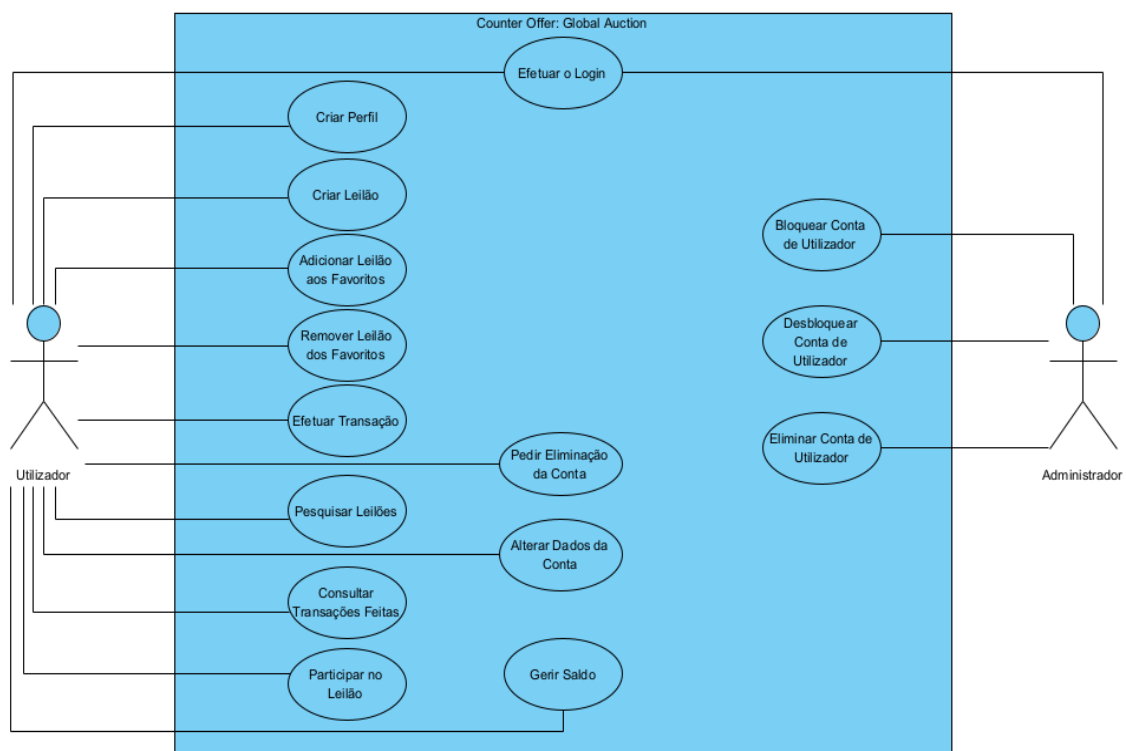 Counter Offer: Global Auction
Efetuar o Login
Criar Perfil
Criar Leilão
Bloquear Conta
de Utilizador
Adicionar Leilão
aos Favoritos
Remover Leilão
dos Favoritos
Desbloquear
Conta de
Utilizador
Efetuar Transação
Eliminar Conta de
Utilizador
Pedir Eliminação
da Conta
Utilizador
Administrador
Pesquisar Leilões
Alterar Dados da
Conta
Consultar
Transações Feitas
Participar no
Leilão
Gerir Saldo